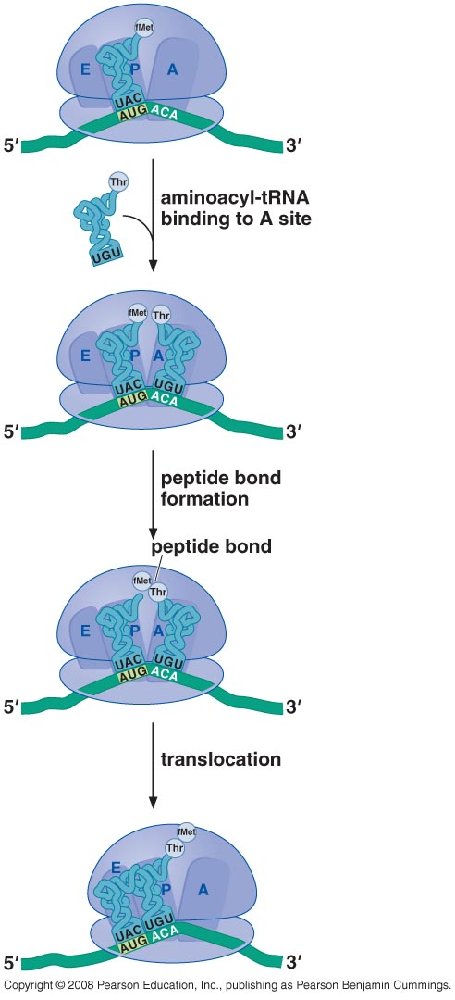 fMet
E P A
UAC
AUG ACA
5' 3'
Thr
aminoacyl-tRNA
binding to A site
UGU
fMet Thr
E P A
UAC UGU
AUG ACA
5' 3'
peptide bond
formation
peptide bond
fMet
Thr
E P A
UAC UGU
AUG ACA
5' 3'
translocation
fMet
Thr
E
P A
UAC UGU
AUG ACA
5' 3'
Copyright © 2008 Pearson Education, Inc., publishing as Pearson Benjamin Cummings.